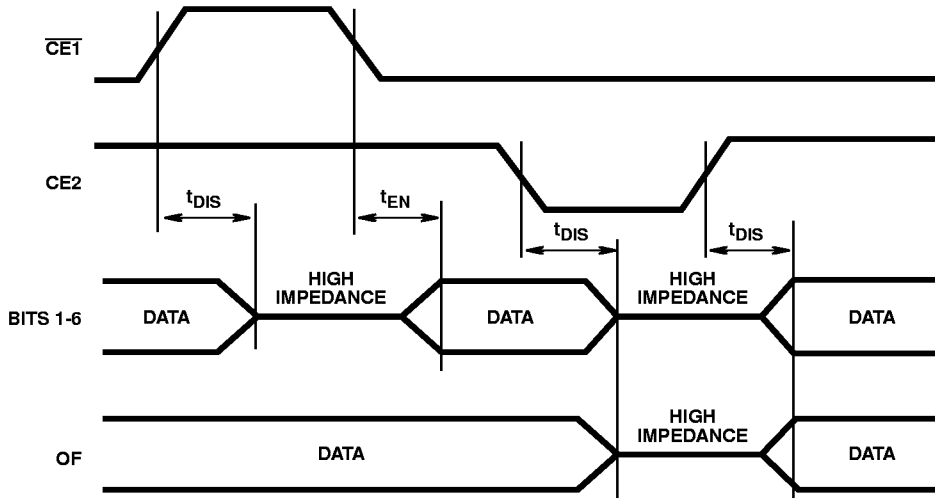 CE1
CE2
tDIS
tEN
tDIS
tDIS
HIGH
IMPEDANCE
HIGH
IMPEDANCE
BITS 1-6
DATA
DATA
DATA
HIGH
IMPEDANCE
OF
DATA
DATA